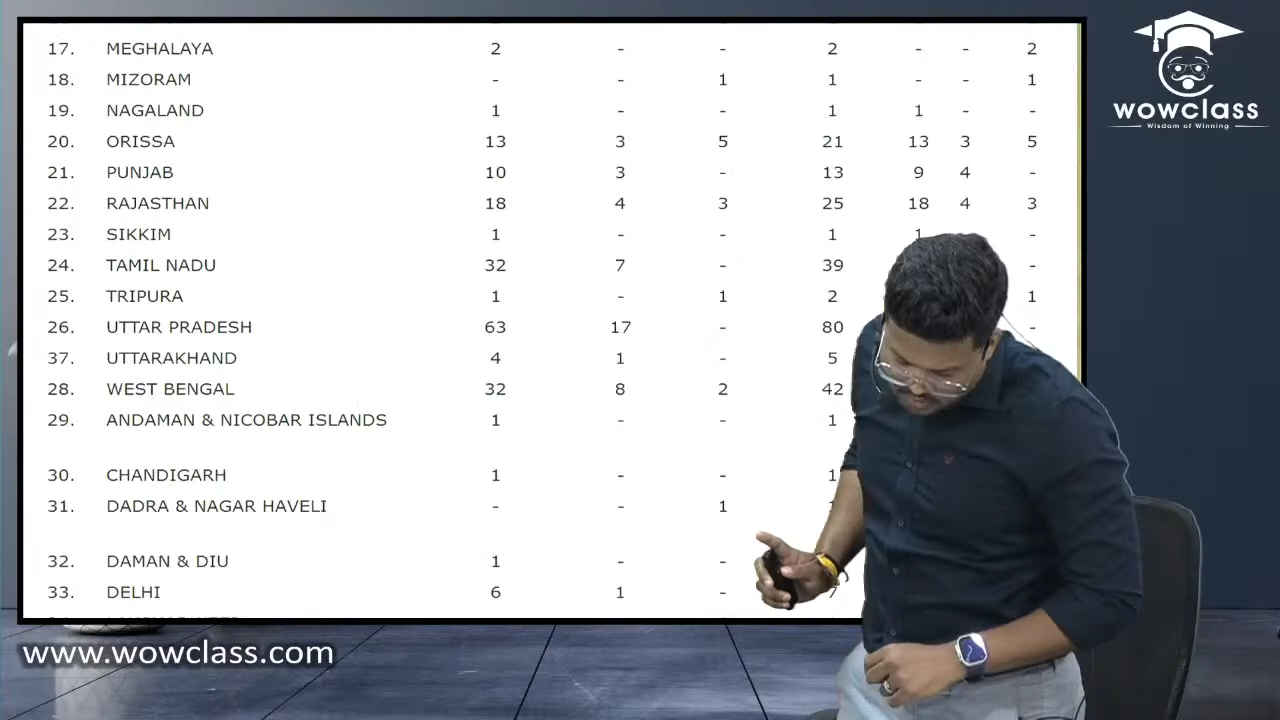 17. MEGHALAYA 2 - - 2 - - 2
18. MIZORAM - - 1 1 - - 1
19. NAGALAND 1 - - 1 1 - -
20. ORISSA 13 3 5 21 13 3 5
21. PUNJAB 10 3 - 13 9 4 -
22. RAJASTHAN 18 4 3 25 18 4 3
23. SIKKIM 1 - - 1 1 -
24. TAMIL NADU 32 7 - 39 -
25. TRIPURA 1 - 1 2 1
26. UTTAR PRADESH 63 17 - 80 -
37. UTTARAKHAND 4 1 - 5
28. WEST BENGAL 32 8 2 42
29. ANDAMAN & NICOBAR ISLANDS 1 - - 1
30. CHANDIGARH 1 - - 1
31. DADRA & NAGAR HAVELI - - 1
32. DAMAN & DIU 1 - -
33. DELHI 6 1 - 7
wowclass
Wisdom of Winning
www.wowclass.com